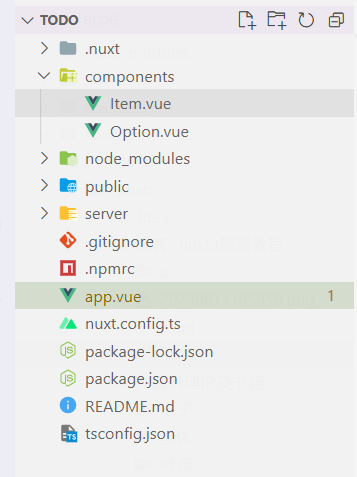 TODO
.nuxt
components
Item.vue
Option.vue
node_modules
public
server
.gitignore
.npmrc
app.vue 1
nuxt.config.ts
package-lock.json
package.json
README.md
tsconfig.json